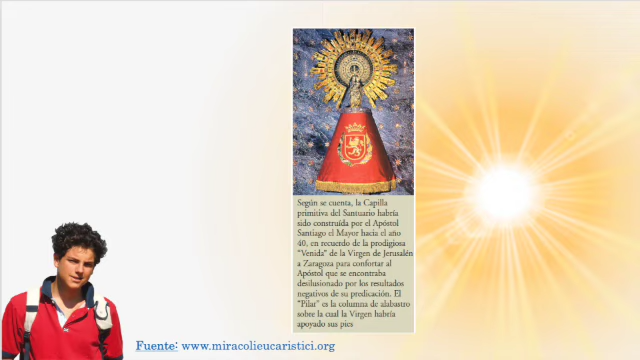 Según se cuenta, la Capilla
primitiva del Santuario habría
sido construída por el Apóstol
Santiago el Mayor hacia el año
40, en recuerdo de la prodigiosa
“Venida” de la Virgen de Jerusalén
a Zaragoza para confortar al
Apóstol que se encontraba
desilusionado por los resultados
negativos de su predicación. El
“Pilar” es la columna de alabastro
sobre la cual la Virgen habría
apoyado sus pies
Fuente: www.miracolieucaristici.org